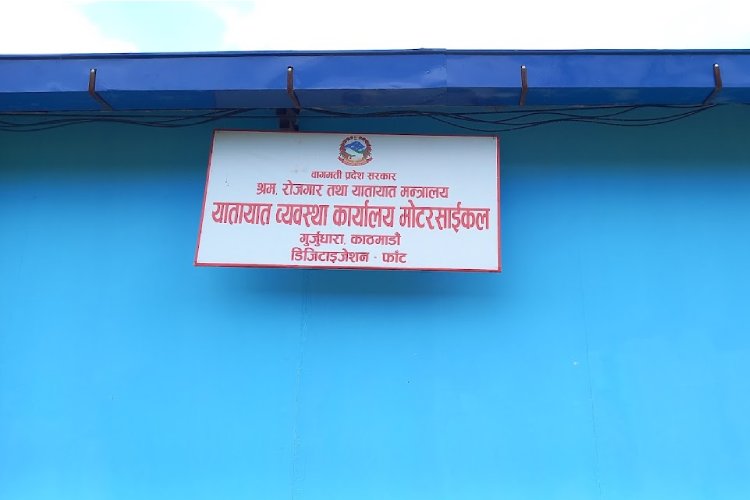 वागमती प्रदेश सरकार
श्रम, रोजगार तथा यातायात मन्त्रालय
यातायात व्यवस्था कार्यालय मोटरसाईकल
गुर्जुधारा, काठमाडौं
डिजिटाइजेशन - फाँट